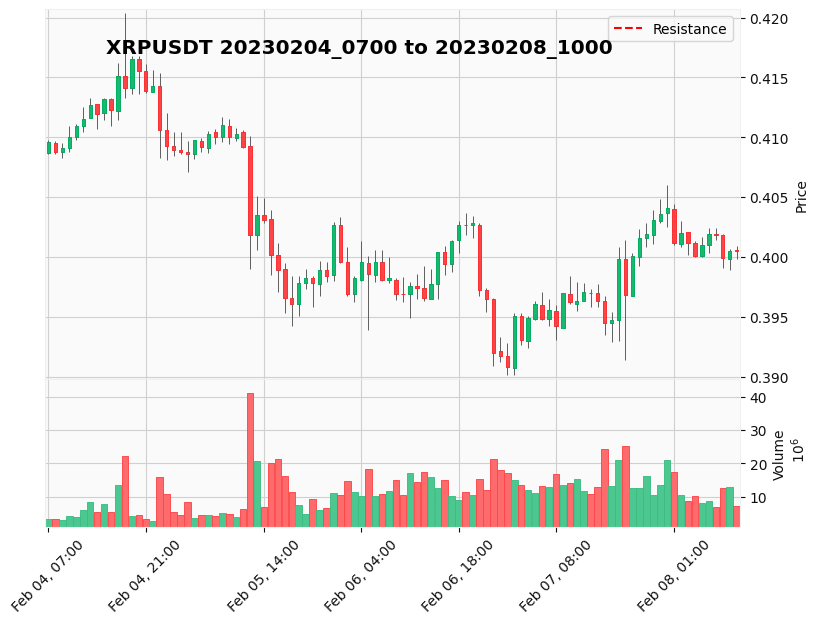 XRPUSDT 20230204_0700 to 20230208_1000
Resistance
0.420
0.415
0.410
0.405
0.400
0.395
0.390
Price
40
30
20
10
Volume
10^6
Feb 04, 07:00
Feb 04, 21:00
Feb 05, 14:00
Feb 06, 04:00
Feb 06, 18:00
Feb 07, 08:00
Feb 08, 01:00